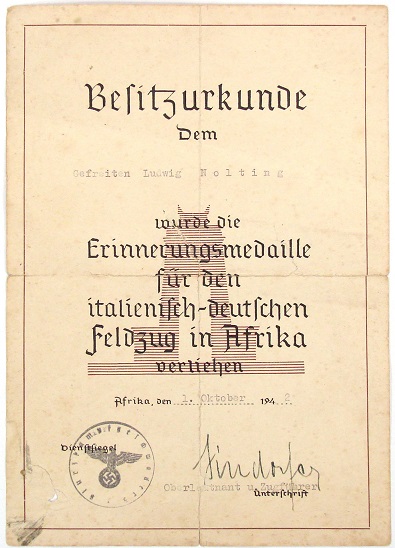 Besitzurkunde
Dem
Gefreiten Ludwig Nolting
wurde die
Erinnerungsmedaille
für den
italienisch-deutschen
Feldzug in Afrika
verliehen
Afrika, den 1. Oktober 1942
Dienstsiegel
Oberleutnant u. Zugführer
Unterschrift